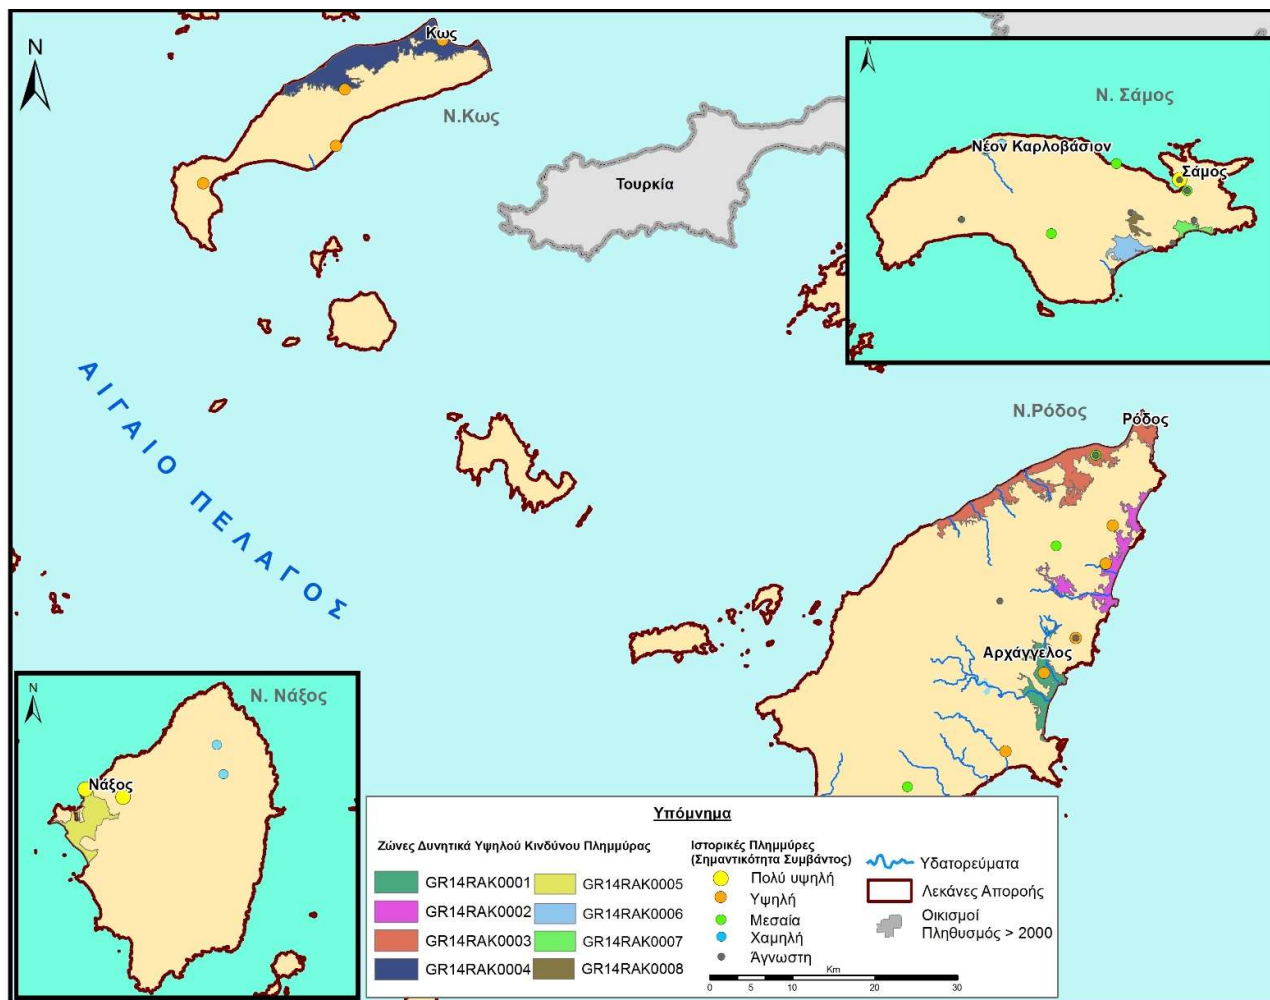 N
Κως
Ν.Κως
Τουρκία
Ν. Σάμος
Νέον Καρλοβάσιον
Σάμος
ΑΙΓΑΙΟ ΠΕΛΑΓΟΣ
Ν.Ρόδος
Ρόδος
Αρχάγγελος
N
Ν. Νάξος
Νάξος
Υπόμνημα
Ζώνες Δυνητικά Υψηλού Κινδύνου Πλημμύρας
GR14RAK0001
GR14RAK0002
GR14RAK0003
GR14RAK0004
GR14RAK0005
GR14RAK0006
GR14RAK0007
GR14RAK0008
Ιστορικές Πλημμύρες
(Σημαντικότητα Συμβάντος)
Πολύ υψηλή
Υψηλή
Μεσαία
Χαμηλή
Άγνωστη
Υδατορεύματα
Λεκάνες Αποροής
Οικισμοί
Πληθυσμός > 2000
Km
0 5 10 20 30
N